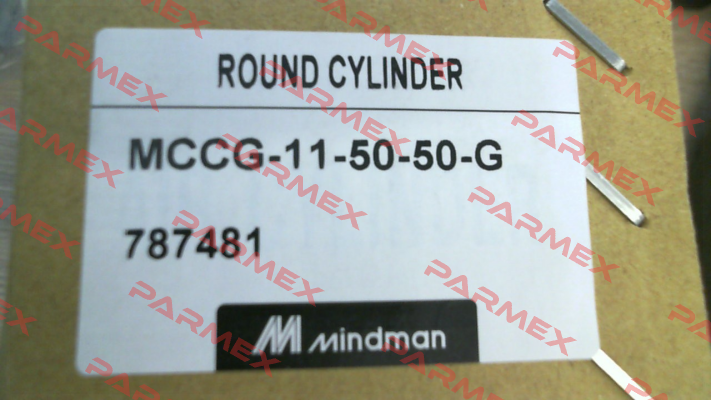 ROUND CYLINDER
MCCG-11-50-50-G
787481
mindman
PARMEX